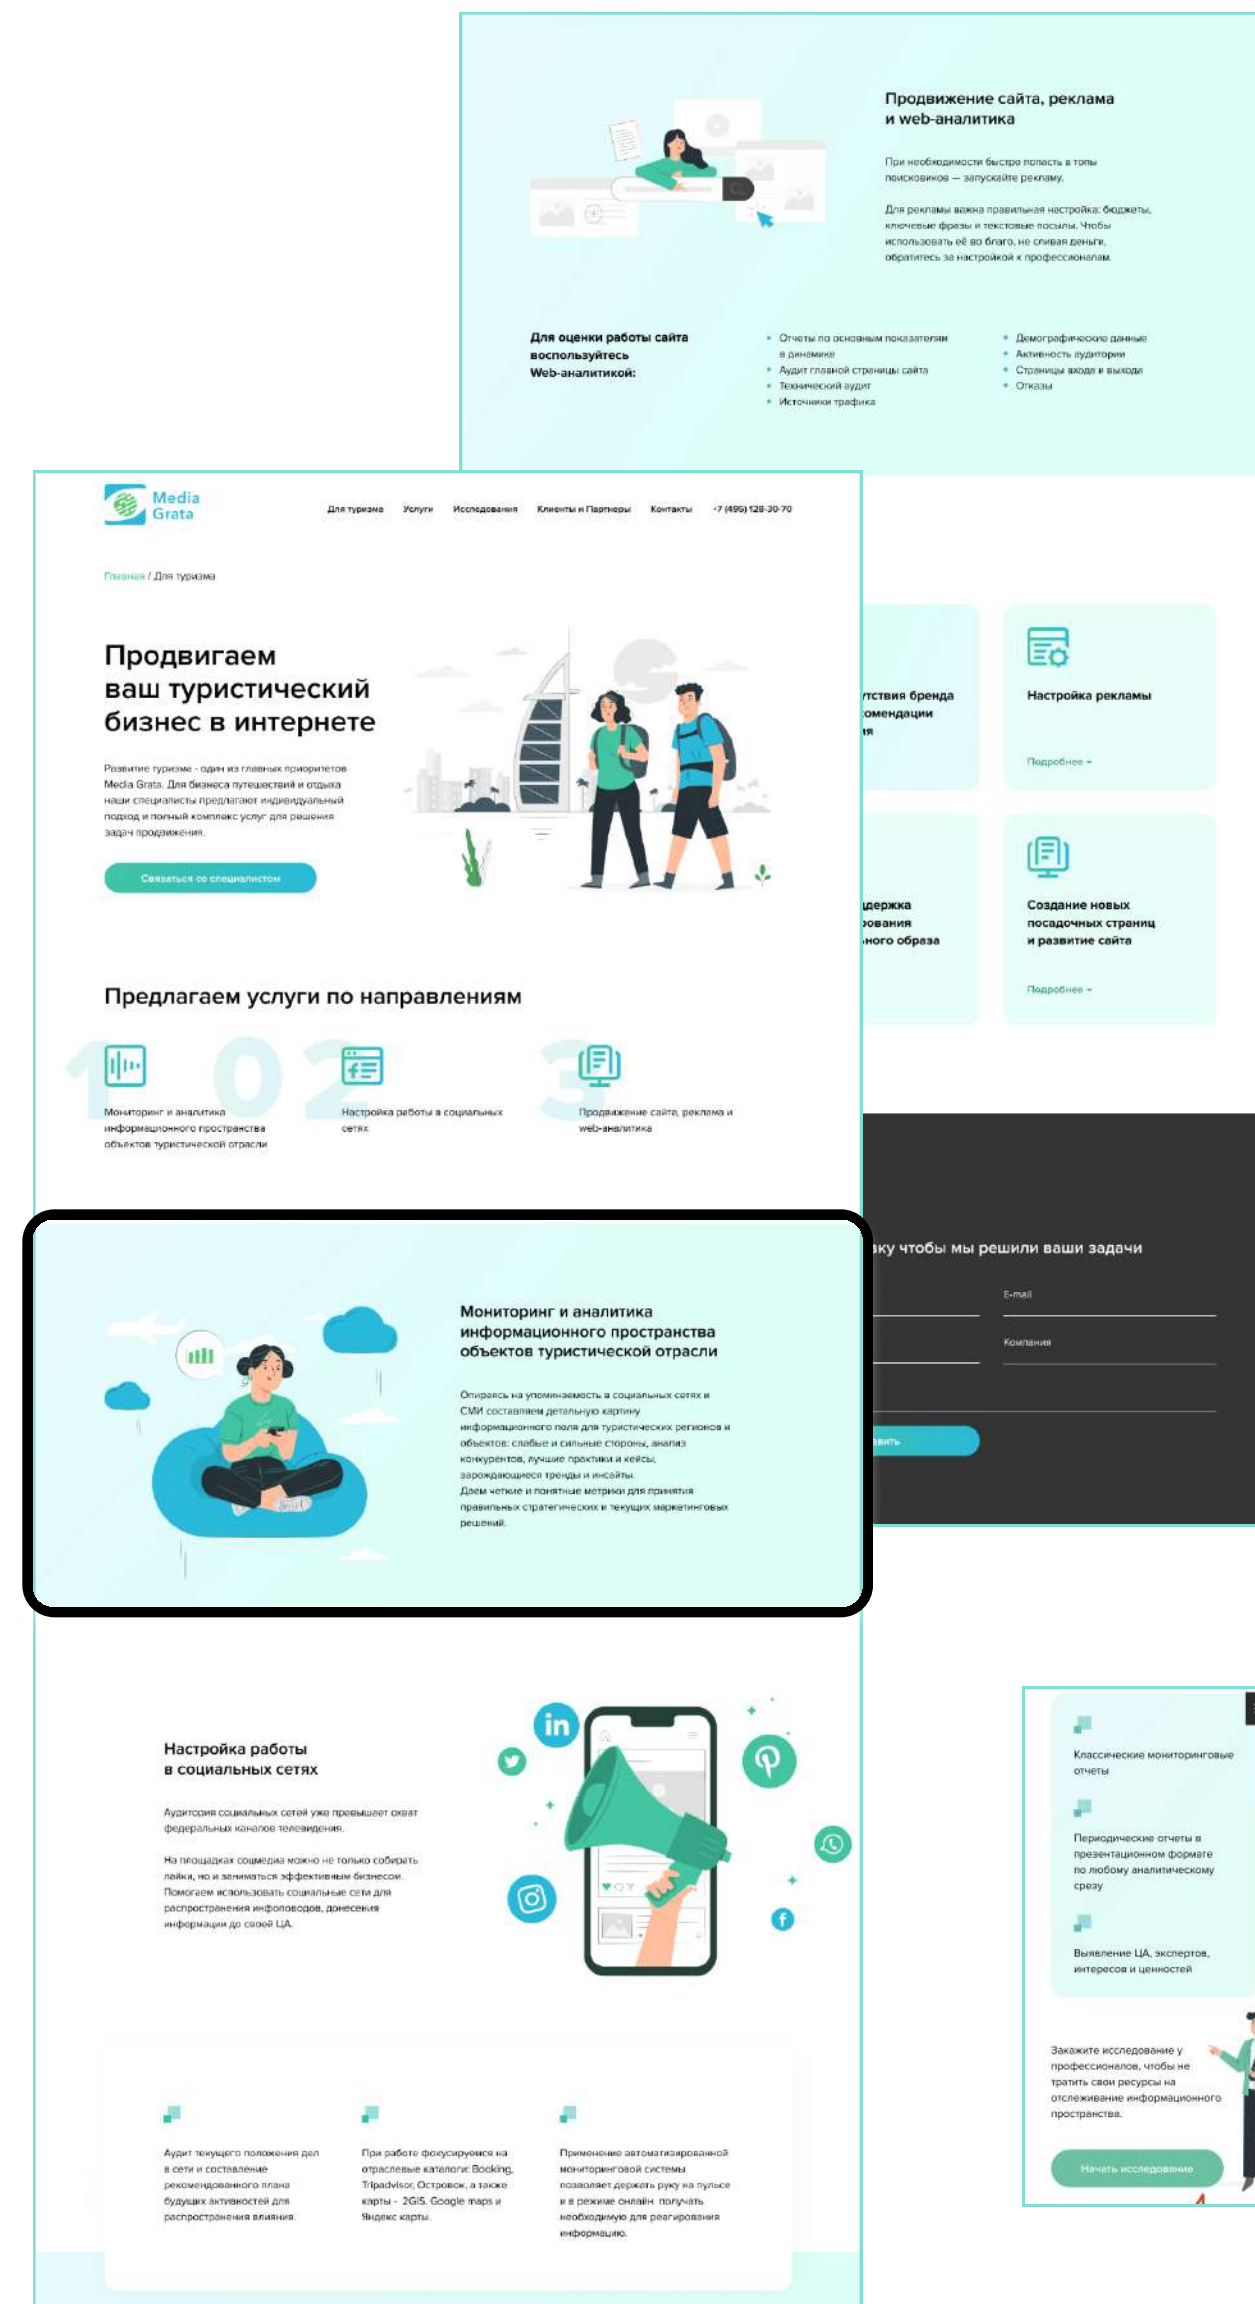 Продвижение сайта, реклама
и web-аналитика
При необходимости быстро попасть в топы
поисковиков — запускайте рекламу.
Для рекламы важна правильная настройка: бюджеты,
ключевые фразы и текстовые посылы. Чтобы
использовать её во благо, не сливая деньги,
обратитесь за настройкой к профессионалам.
Для оценки работы сайта
воспользуйтесь
Web-аналитикой:
Отчеты по основным показателям
в динамике
Аудит главной страницы сайта
Технический аудит
Источники трафика
Демографические данные
Активность аудитории
Страницы входа и выхода
Отказы
Media
Grata
Для туризма Услуги Исследования Клиенты и Партнеры Контакты +7 (495) 128-30-70
Главная / Для туризма
Продвигаем
ваш туристический
бизнес в интернете
Развитие туризма - один из главных приоритетов
Media Grata. Для бизнеса путешествий и отдыха
наши специалисты предлагают индивидуальный
подход и полный комплекс услуг для решения
задач продвижения.
Связаться со специалистом
Предлагаем услуги по направлениям
1 02 3
Мониторинг и аналитика
информационного пространства
объектов туристической отрасли
Настройка работы в социальных
сетях
Продвижение сайта, реклама и
web-аналитика
Мониторинг и аналитика
информационного пространства
объектов туристической отрасли
Опираясь на упоминаемость в социальных сетях и
СМИ составляем детальную картину
информационного поля для туристических регионов и
объектов: слабые и сильные стороны, анализ
конкурентов, лучшие практики и кейсы,
зарождающиеся тренды и инсайты.
Даем четкие и понятные метрики для принятия
правильных стратегических и текущих маркетинговых
решений.
Настройка работы
в социальных сетях
Аудитория социальных сетей уже превышает охват
федеральных каналов телевидения.
На площадках соцмедиа можно не только собирать
лайки, но и заниматься эффективным бизнесом.
Помогаем использовать социальные сети для
распространения инфоповодов, донесения
информации до своей ЦА.
in
Аудит текущего положения дел
в сети и составление
рекомендованного плана
будущих активностей для
распространения влияния.
При работе фокусируемся на
отраслевые каталоги: Booking,
Tripadvisor, Островок, а также
карты - 2GIS, Google maps и
Яндекс карты.
Применение автоматизированной
мониторинговой системы
позволяет держать руку на пульсе
и в режиме онлайн получать
необходимую для реагирования
информацию.
утствия бренда
омендации
ия
Настройка рекламы
Подробнее →
ддержка
рования
ного образа
Создание новых
посадочных страниц
и развитие сайта
Подробнее →
вку чтобы мы решили ваши задачи
E-mail
Компания
авить
Классические мониторинговые
отчеты
Периодические отчеты в
презентационном формате
по любому аналитическому
срезу
Выявление ЦА, экспертов,
интересов и ценностей
Закажите исследование у
профессионалов, чтобы не
тратить свои ресурсы на
отслеживание информационного
пространства.
Начать исследование